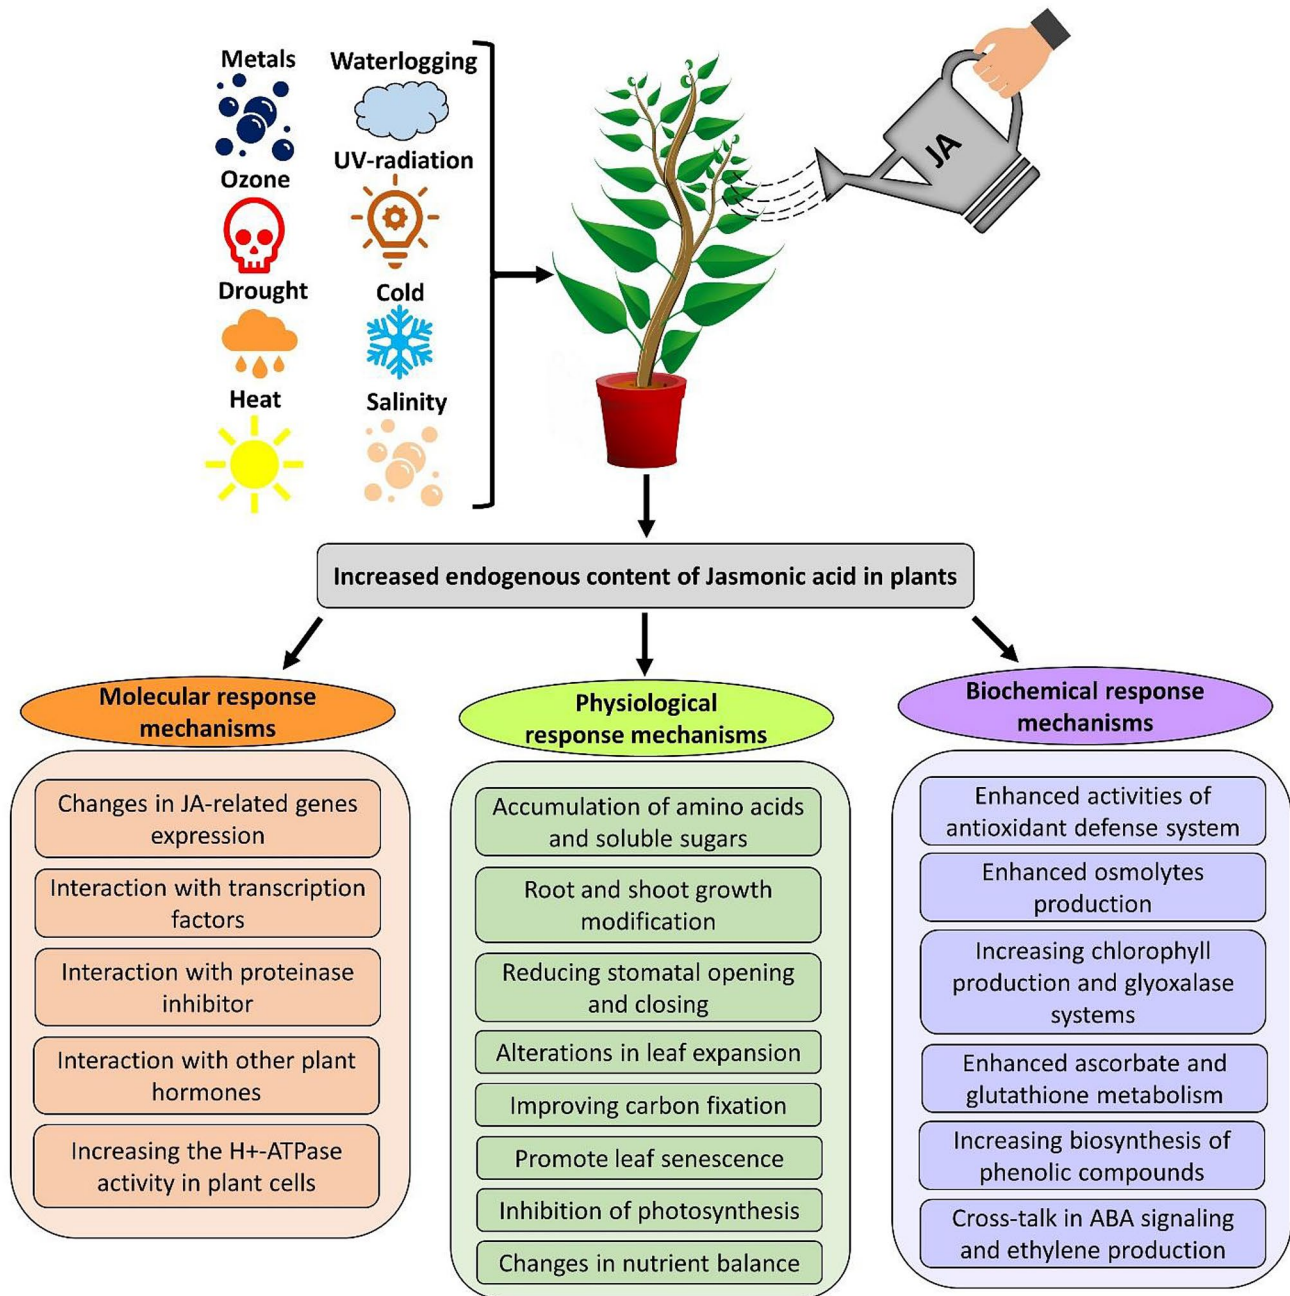 Metals
Waterlogging
Ozone
UV-radiation
Drought
Cold
Heat
Salinity
JA
Increased endogenous content of Jasmonic acid in plants
Molecular response
mechanisms
Changes in JA-related genes
expression
Interaction with transcription
factors
Interaction with proteinase
inhibitor
Interaction with other plant
hormones
Increasing the H+-ATPase
activity in plant cells
Physiological
response mechanisms
Accumulation of amino acids
and soluble sugars
Root and shoot growth
modification
Reducing stomatal opening
and closing
Alterations in leaf expansion
Improving carbon fixation
Promote leaf senescence
Inhibition of photosynthesis
Changes in nutrient balance
Biochemical response
mechanisms
Enhanced activities of
antioxidant defense system
Enhanced osmolytes
production
Increasing chlorophyll
production and glyoxalase
systems
Enhanced ascorbate and
glutathione metabolism
Increasing biosynthesis of
phenolic compounds
Cross-talk in ABA signaling
and ethylene production